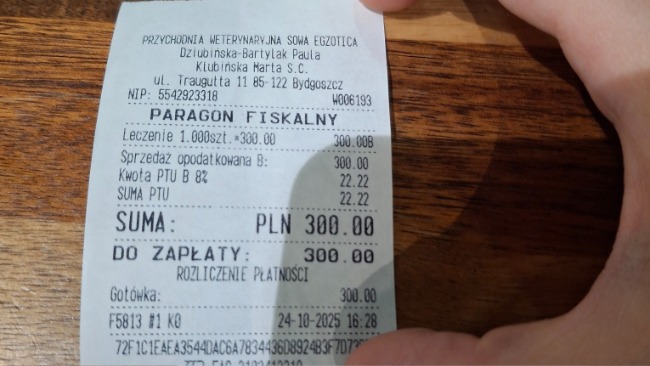 PRZYCHODNIA WETERYNARYJNA SOWA EGZOTICA
Dziubińska-Bartylak Paula
Klubińska Marta S.C.
ul. Traugutta 11 85-122 Bydgoszcz
NIP: 5542923318 W006193
PARAGON FISKALNY
Leczenie 1.000szt.*300.00 300.00B
Sprzedaż opodatkowana B: 300.00
Kwota PTU B 8% 22.22
SUMA PTU 22.22
SUMA: PLN 300.00
DO ZAPŁATY: 300.00
ROZLICZENIE PŁATNOŚCI
Gotówka: 300.00
F5813 #1 K0 24-10-2025 16:28